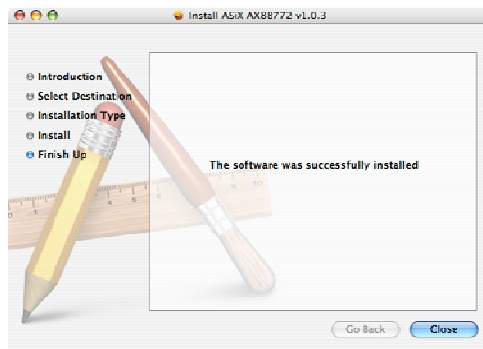 Install ASiX AX88772 v1.0.3
Introduction
Select Destination
Installation Type
Install
Finish Up
The software was successfully installed
Go Back
Close